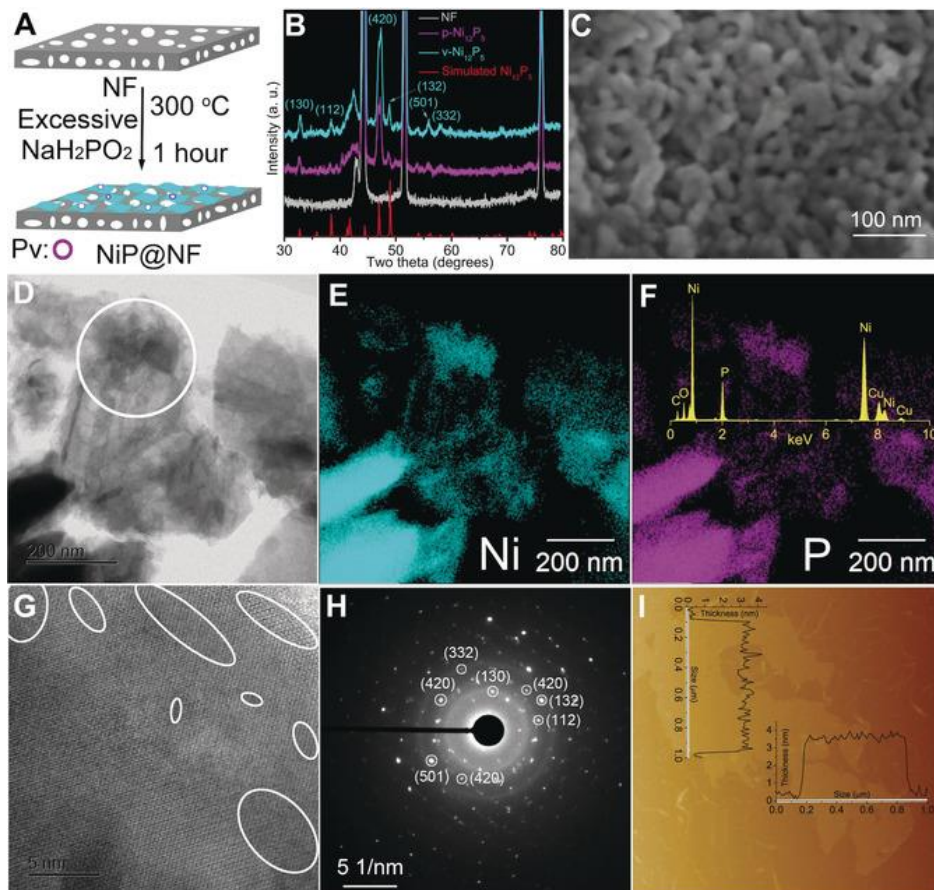 A
NF
Excessive
NaH₂PO₂
300 °C
1 hour
Pv:
NiP@NF
B
(420)
NF
p-Ni₁₂P₅
v-Ni₁₂P₅
Simulated Ni₁₂P₅
(130)
(112)
(132)
(501)
(332)
Intensity (a. u.)
30 40 50 60 70 80
Two theta (degrees)
C
100 nm
D
200 nm
E
Ni
200 nm
F
Ni
Ni
P
C
O
Cu
Ni
Cu
0 2 4 6 8 10
keV
P
200 nm
G
5 nm
H
(332)
(420)
(130)
(420)
(132)
(112)
(501)
(420)
5 1/nm
I
0 1 2 3 4
Thickness (nm)
0.0 0.2 0.4 0.6 0.8 1.0
Size (μm)
4
3
2
1
0
Thickness (nm)
0.0 0.2 0.4 0.6 0.8 1.0
Size (μm)